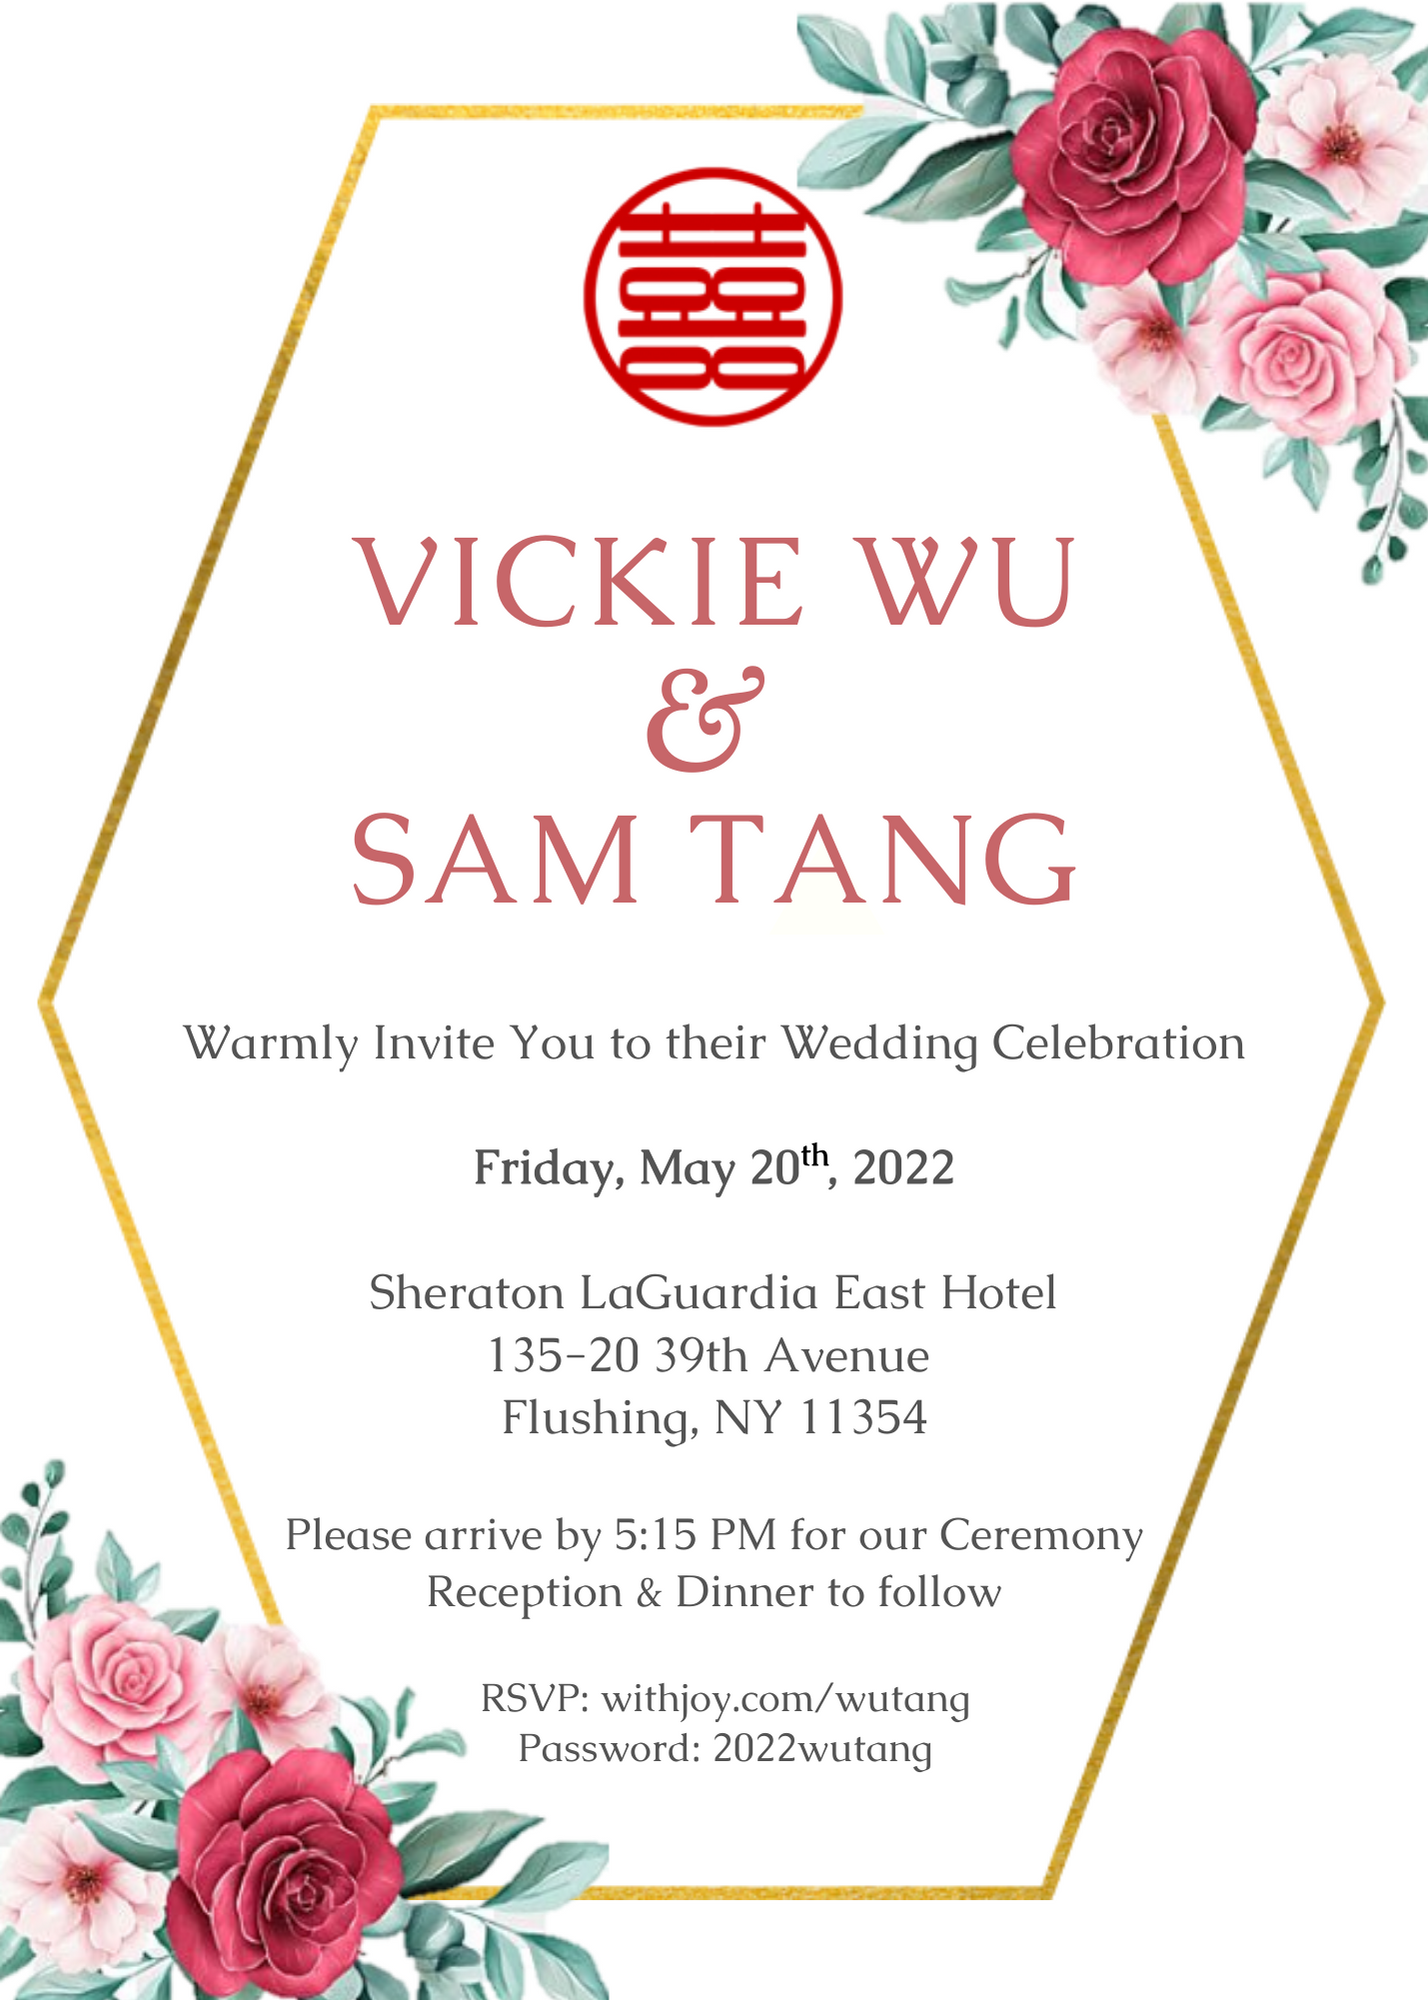 囍
VICKIE WU
&
SAM TANG
Warmly Invite You to their Wedding Celebration
Friday, May 20th, 2022
Sheraton LaGuardia East Hotel
135-20 39th Avenue
Flushing, NY 11354
Please arrive by 5:15 PM for our Ceremony
Reception & Dinner to follow
RSVP: withjoy.com/wutang
Password: 2022wutang